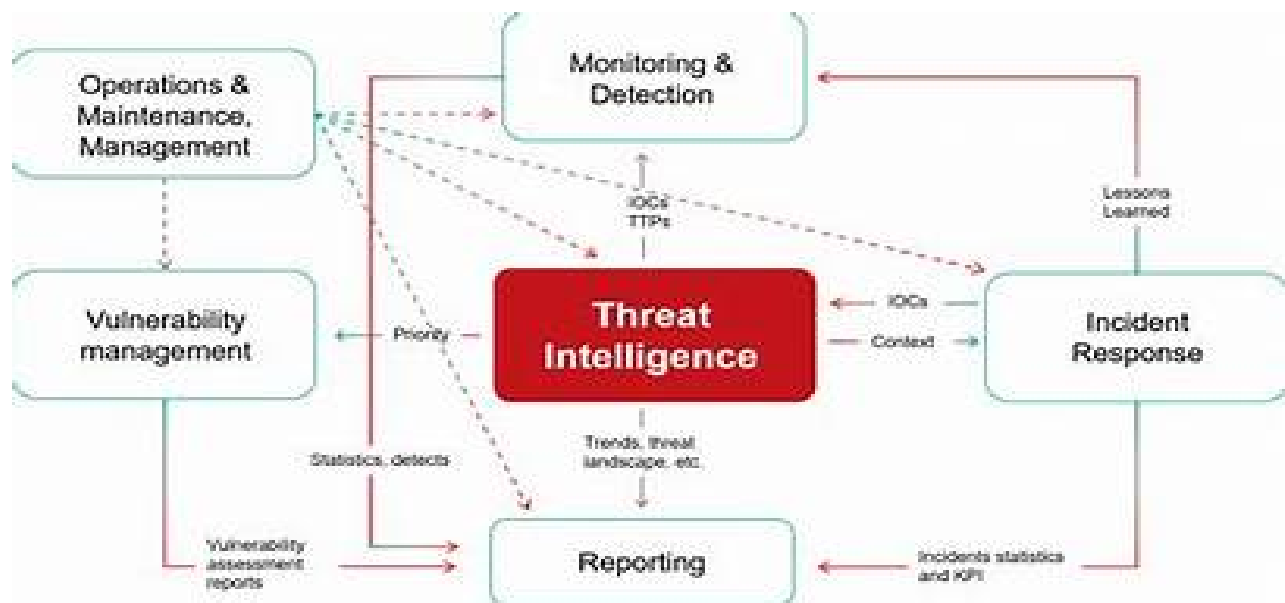 Operations &
Maintenance,
Management
Monitoring &
Detection
IOCs
TTPs
Lessons
Learned
Vulnerability
management
Priority
Threat
Intelligence
IOCs
Context
Incident
Response
Statistics, detects
Trends, threat
landscape, etc.
Vulnerability
assessment
reports
Reporting
Incidents statistics
and KPI